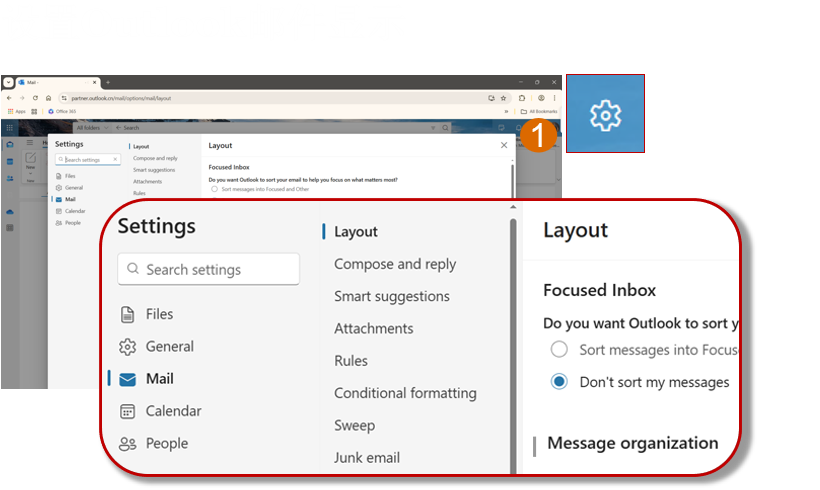 Mail -
partner.outlook.cn/mail/options/mail/layout
Apps
Office 365
All Bookmarks
All folders
Search
1
Settings
Search settings
Files
General
Mail
Calendar
People
Layout
Compose and reply
Smart suggestions
Attachments
Rules
Layout
Focused Inbox
Do you want Outlook to sort your email to help you focus on what matters most?
Sort messages into Focused and Other
Settings
Search settings
Files
General
Mail
Calendar
People
Layout
Compose and reply
Smart suggestions
Attachments
Rules
Conditional formatting
Sweep
Junk email
Layout
Focused Inbox
Do you want Outlook to sort y
Sort messages into Focus
Don't sort my messages
Message organization